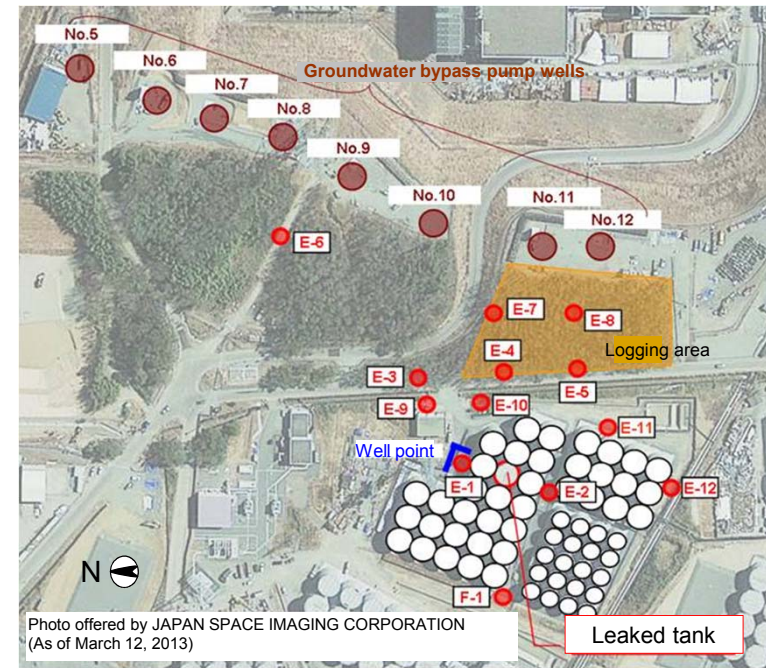 No.5
No.6
No.7
Groundwater bypass pump wells
No.8
No.9
No.10
No.11
No.12
E-6
E-7
E-8
E-4
Logging area
E-3
E-5
E-9
E-10
E-11
Well point
E-1
E-2
E-12
N
F-1
Photo offered by JAPAN SPACE IMAGING CORPORATION
(As of March 12, 2013)
Leaked tank